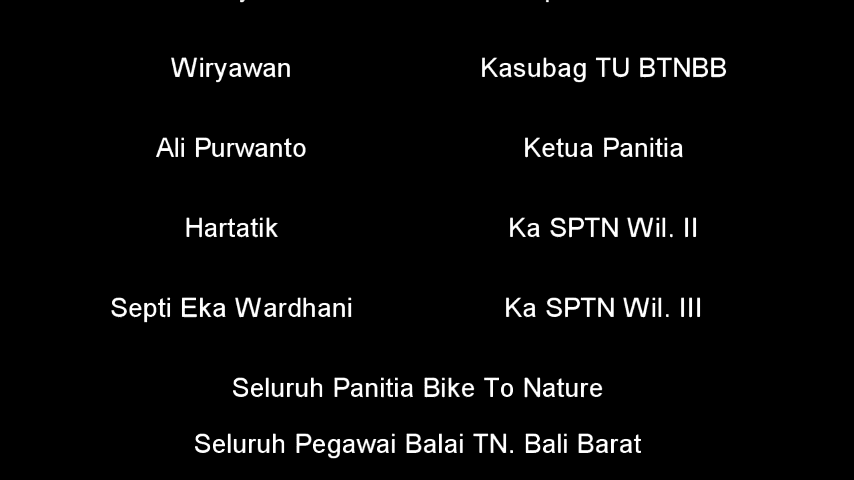 Wiryawan Kasubag TU BTNBB
Ali Purwanto Ketua Panitia
Hartatik Ka SPTN Wil. II
Septi Eka Wardhani Ka SPTN Wil. III
Seluruh Panitia Bike To Nature
Seluruh Pegawai Balai TN. Bali Barat